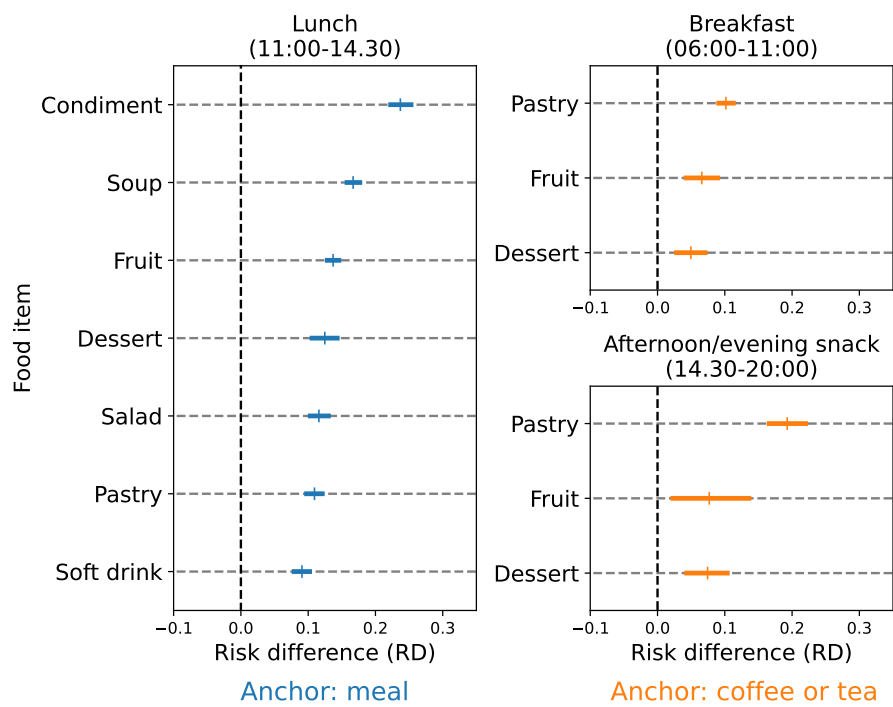 Lunch
(11:00-14.30)
Food item
Condiment
Soup
Fruit
Dessert
Salad
Pastry
Soft drink
−0.1 0.0 0.1 0.2 0.3
Risk difference (RD)
Anchor: meal
Breakfast
(06:00-11:00)
Pastry
Fruit
Dessert
−0.1 0.0 0.1 0.2 0.3
Afternoon/evening snack
(14.30-20:00)
Pastry
Fruit
Dessert
−0.1 0.0 0.1 0.2 0.3
Risk difference (RD)
Anchor: coffee or tea